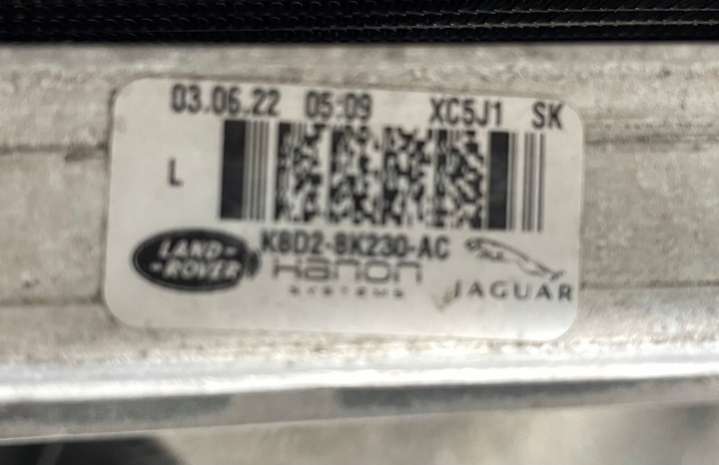 03.06.22 05:09 XC5J1 SK
L
K8D2-8K230-AC
LAND-
-ROVER
Hanon
SYSTEMS
JAGUAR